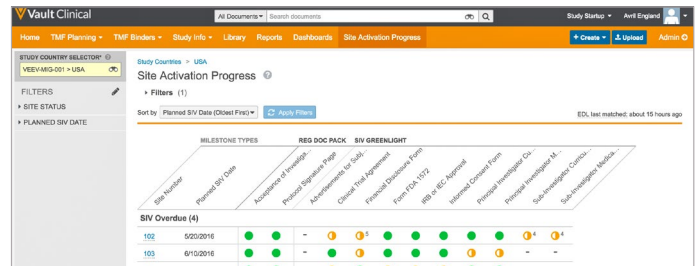 Vault Clinical
All Documents Search documents
Study Startup Avril England
Home TMF Planning TMF Binders Study Info Library Reports Dashboards Site Activation Progress + Create Upload Admin
STUDY COUNTRY SELECTOR*
VEEV-MIG-001 > USA
FILTERS
SITE STATUS
PLANNED SIV DATE
Study Countries > USA
Site Activation Progress
Filters (1)
Sort by Planned SIV Date (Oldest First) Apply Filters
EDL last matched: about 15 hours ago
MILESTONE TYPES REG DOC PACK SIV GREENLIGHT
Site Number
Planned SIV Date
Acceptance of Investiga...
Protocol Signature Page
Advertisements for Subj...
Clinical Trial Agreement
Financial Disclosure Form
Form FDA 1572
IRB or IEC Approval
Informed Consent Form
Principal Investigator Cu...
Principal Investigator M...
Sub-Investigator Curricu...
Sub-Investigator Medica...
SIV Overdue (4)
102 5/20/2016 - 5 4 4
103 6/10/2016 - - -